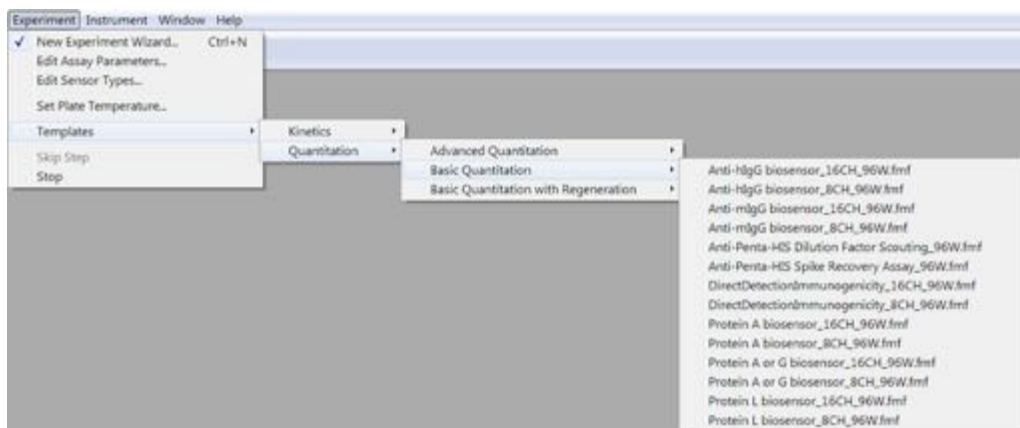 Experiment Instrument Window Help
✓ New Experiment Wizard... Ctrl+N
Edit Assay Parameters...
Edit Sensor Types...
Set Plate Temperature...
Templates
Skip Step
Stop
Kinetics
Quantitation
Advanced Quantitation
Basic Quantitation
Basic Quantitation with Regeneration
Anti-hIgG biosensor_16CH_96W.fmf
Anti-hIgG biosensor_8CH_96W.fmf
Anti-mIgG biosensor_16CH_96W.fmf
Anti-mIgG biosensor_8CH_96W.fmf
Anti-Penta-HIS Dilution Factor Scouting_96W.fmf
Anti-Penta-HIS Spike Recovery Assay_96W.fmf
DirectDetectionImmunogenicity_16CH_96W.fmf
DirectDetectionImmunogenicity_8CH_96W.fmf
Protein A biosensor_16CH_96W.fmf
Protein A biosensor_8CH_96W.fmf
Protein A or G biosensor_16CH_96W.fmf
Protein A or G biosensor_8CH_96W.fmf
Protein L biosensor_16CH_96W.fmf
Protein L biosensor_8CH_96W.fmf